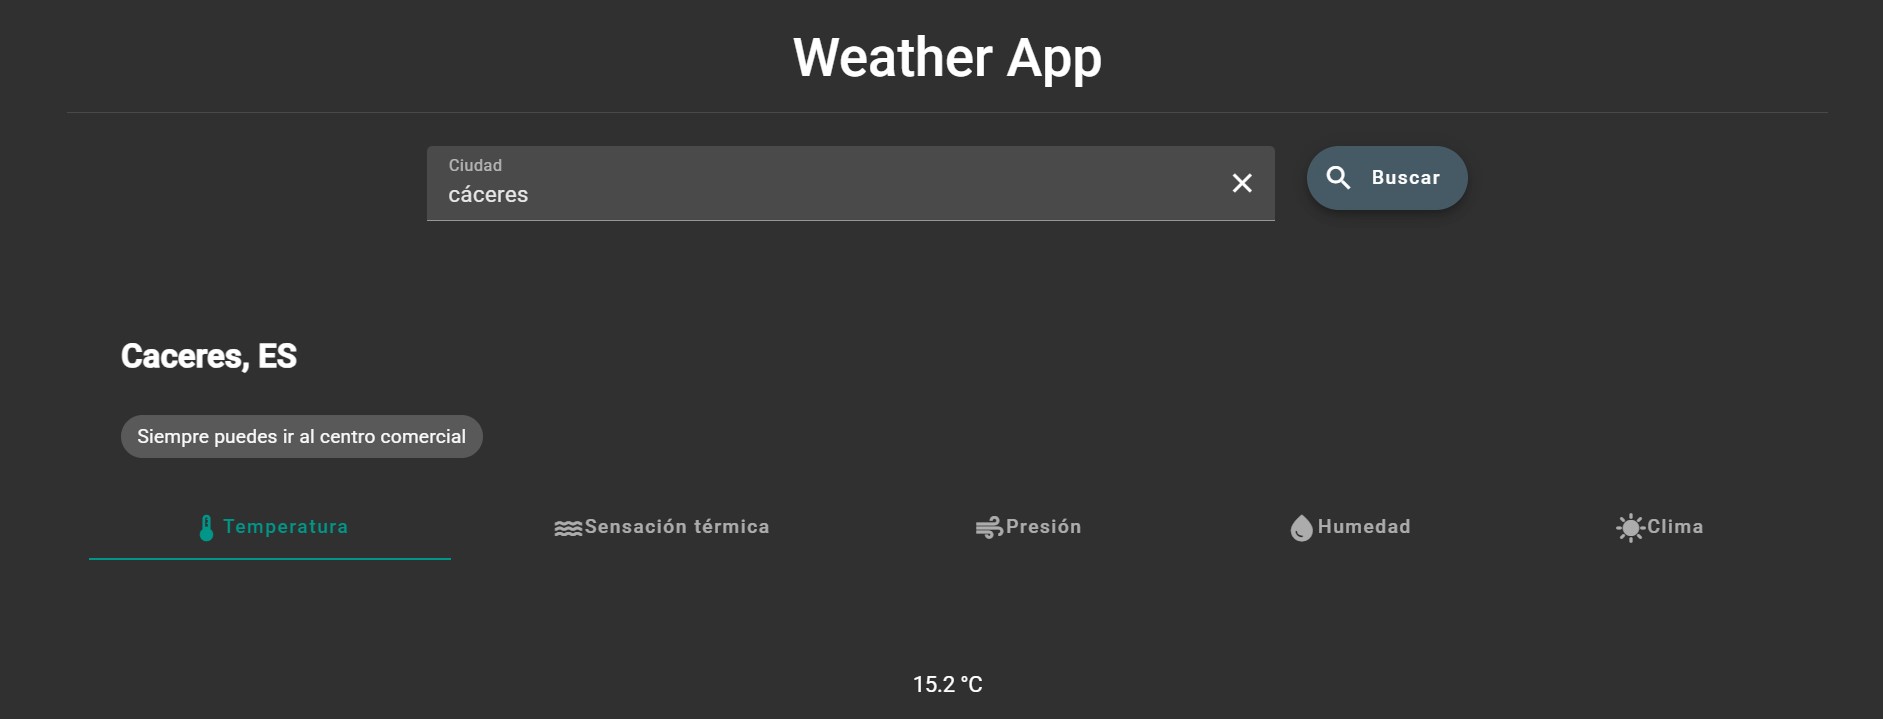 Weather App
Ciudad
cáceres
Buscar
Caceres, ES
Siempre puedes ir al centro comercial
Temperatura
Sensación térmica
Presión
Humedad
Clima
15.2 °C